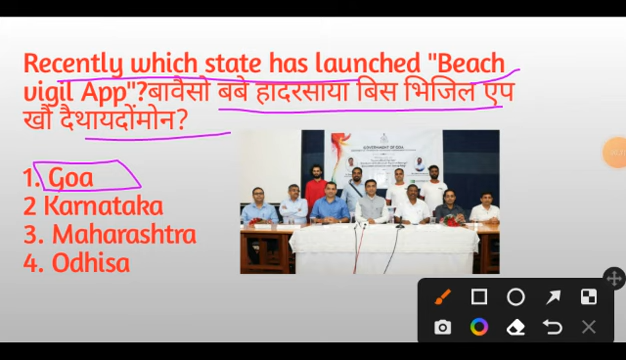 Recently which state has launched "Beach
vigil App"?बावैसो बबे हादरसाया बिस भिजिल एप
खौ दैथायदोंमोन?
1. Goa
2 Karnataka
3. Maharashtra
4. Odhisa
GOVERNMENT OF GOA